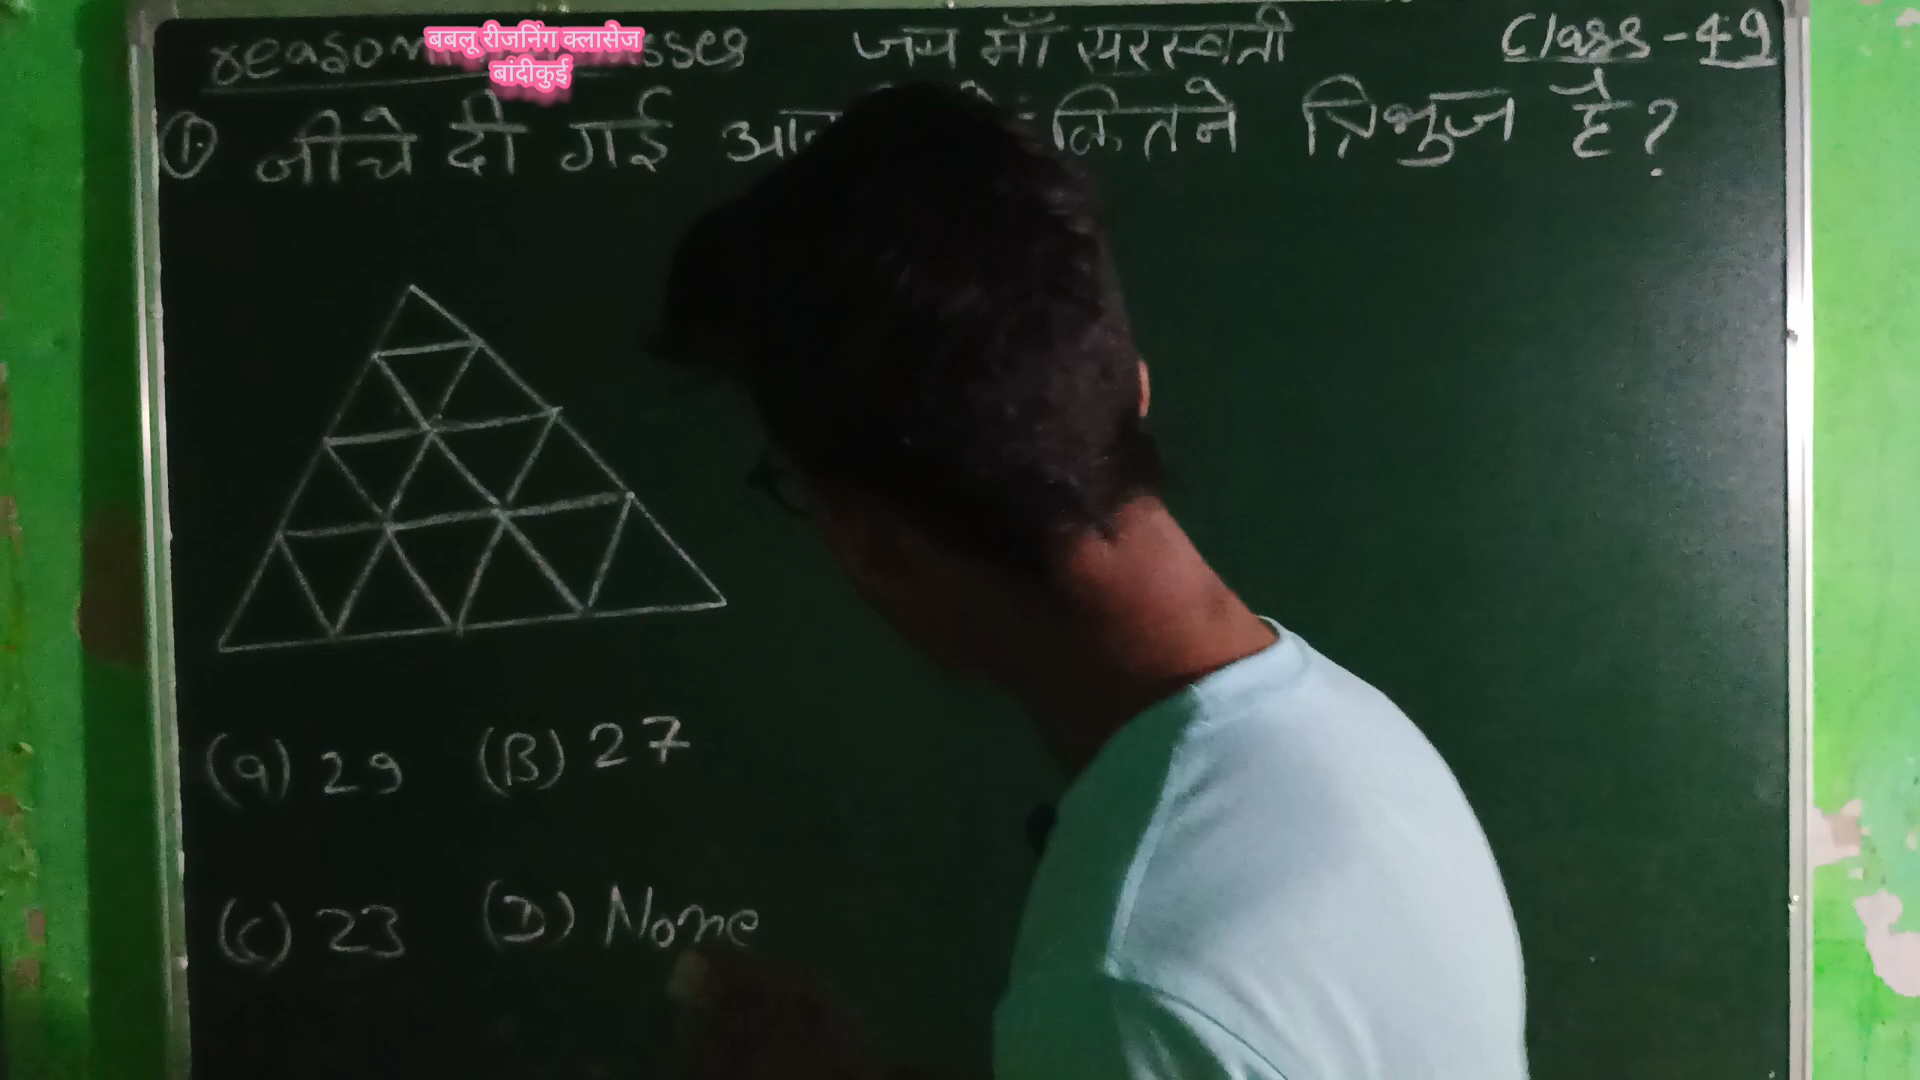 बबलू रीजनिंग क्लासेज
बांदीकुई
जय माँ सरस्वती
Class-49
① नीचे दी गई कितने त्रिभुज है?
(a) 29 (B) 27
(c) 23 (D) None